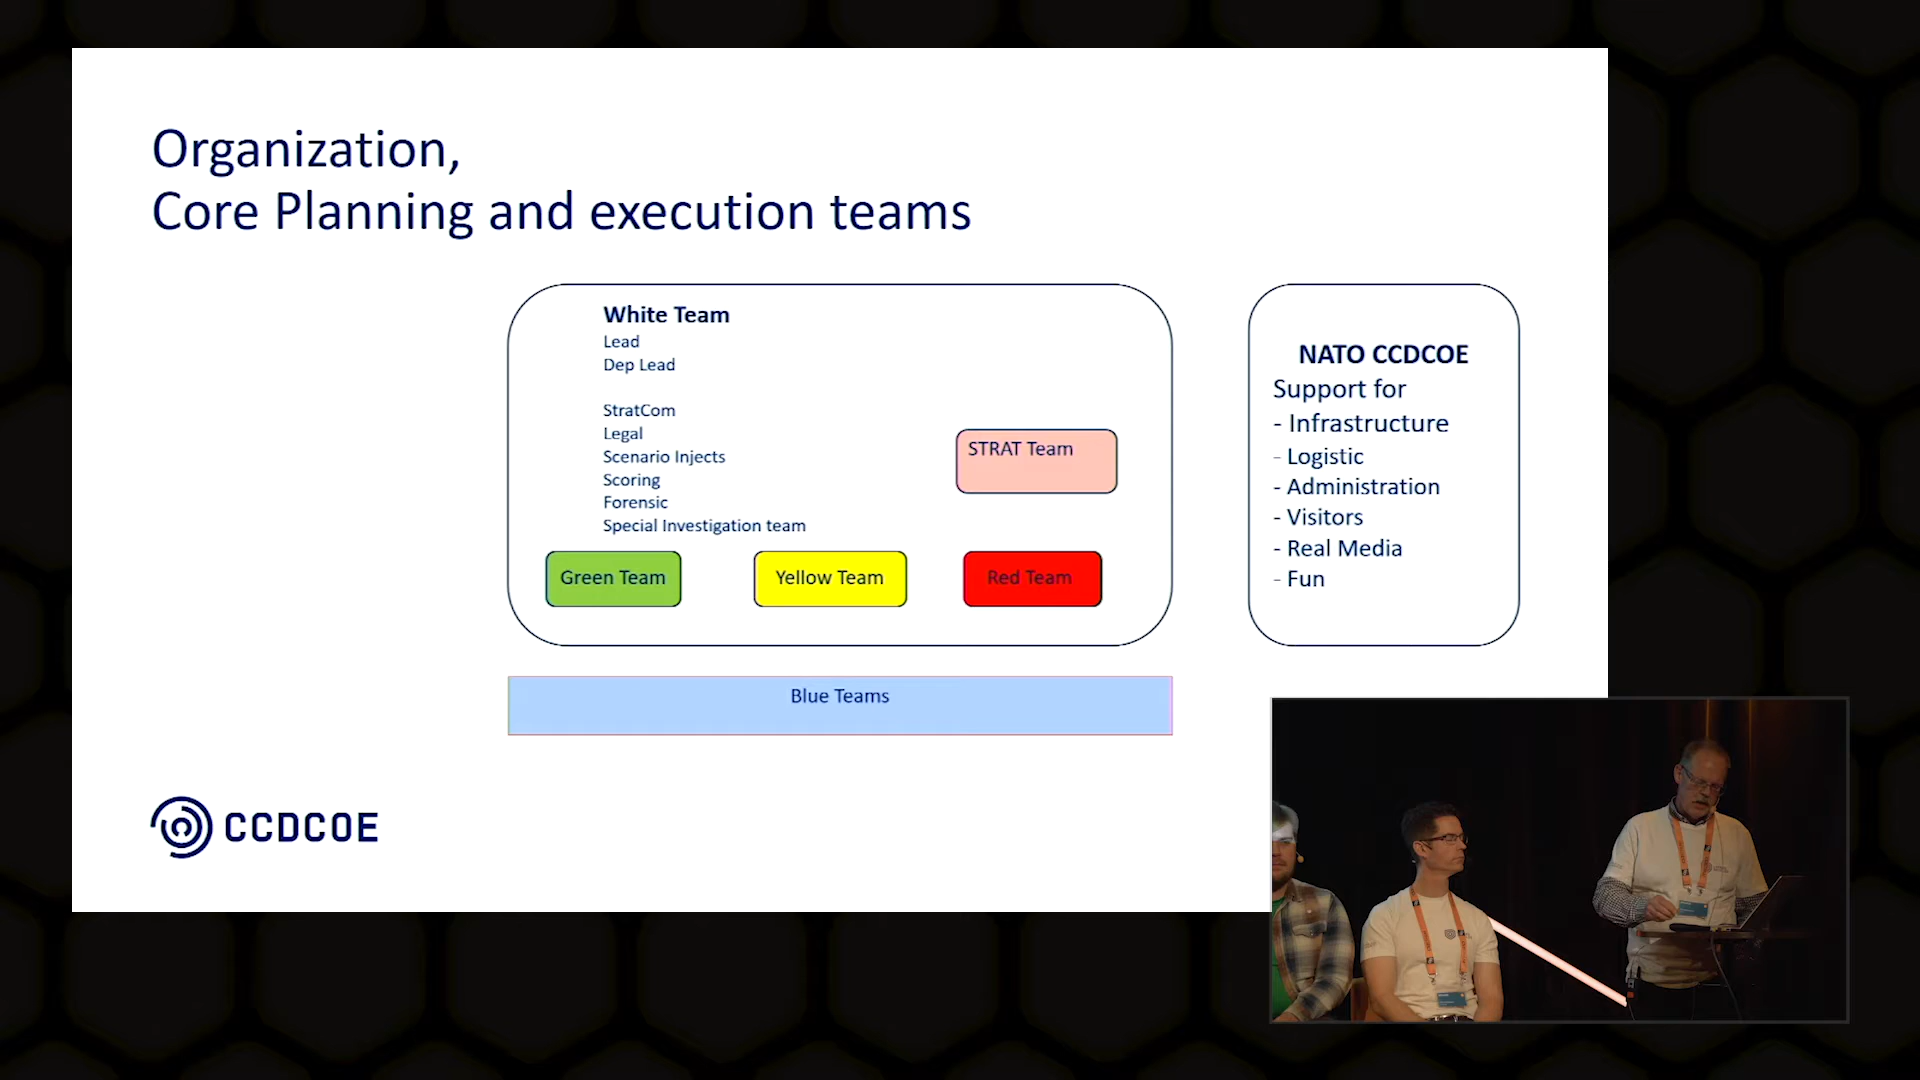 Organization,
Core Planning and execution teams
White Team
Lead
Dep Lead
StratCom
Legal
Scenario Injects
Scoring
Forensic
Special Investigation team
STRAT Team
Green Team
Yellow Team
Red Team
Blue Teams
NATO CCDCOE
Support for
- Infrastructure
- Logistic
- Administration
- Visitors
- Real Media
- Fun
CCDCOE